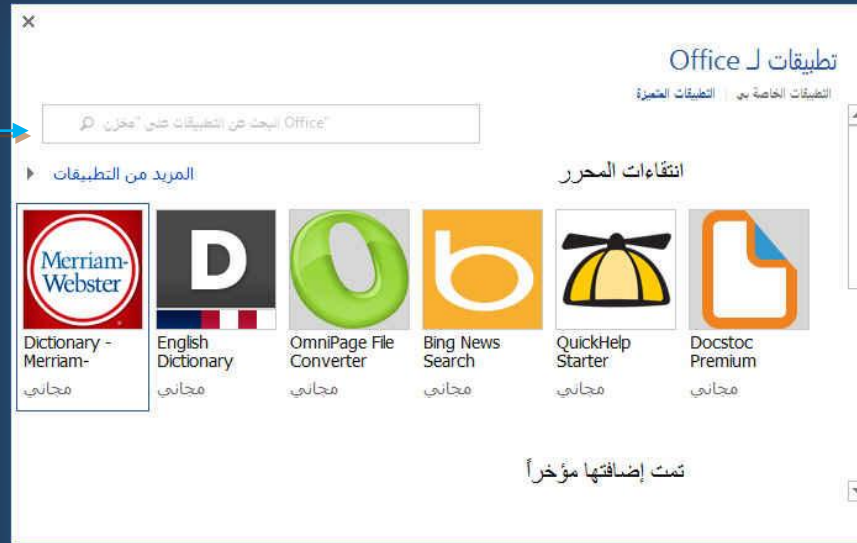 تطبيقات لـ Office
التطبيقات الخاصة بي | التطبيقات المتميزة
البحث عن التطبيقات على "مخزن Office"
انتقاءات المحرر
المزيد من التطبيقات
Merriam-
Webster
D
b
Dictionary -
Merriam-
مجاني
English
Dictionary
مجاني
OmniPage File
Converter
مجاني
Bing News
Search
مجاني
QuickHelp
Starter
مجاني
Docstoc
Premium
مجاني
تمت إضافتها مؤخراً